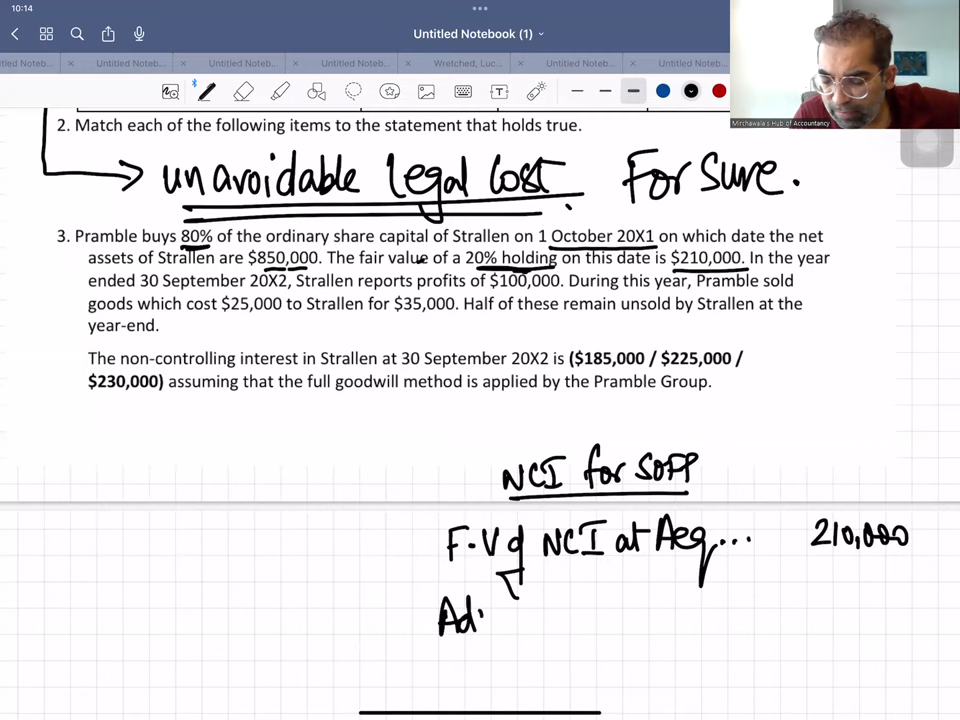 10:14
Untitled Notebook (1)
ntitled Noteb...
Untitled Noteb...
Untitled Noteb...
Untitled Noteb...
Wretched, Luc...
Untitled Noteb...
Untitled Noteb...
Mirchawala's Hub of Accountancy
2. Match each of the following items to the statement that holds true.
unavoidable legal cost. For sure.
3. Pramble buys 80% of the ordinary share capital of Strallen on 1 October 20X1 on which date the net
assets of Strallen are $850,000. The fair value of a 20% holding on this date is $210,000. In the year
ended 30 September 20X2, Strallen reports profits of $100,000. During this year, Pramble sold
goods which cost $25,000 to Strallen for $35,000. Half of these remain unsold by Strallen at the
year-end.
The non-controlling interest in Strallen at 30 September 20X2 is ($185,000 / $225,000 /
$230,000) assuming that the full goodwill method is applied by the Pramble Group.
NCI for SOFP
F.V of NCI at Acq... 210,000
Ad